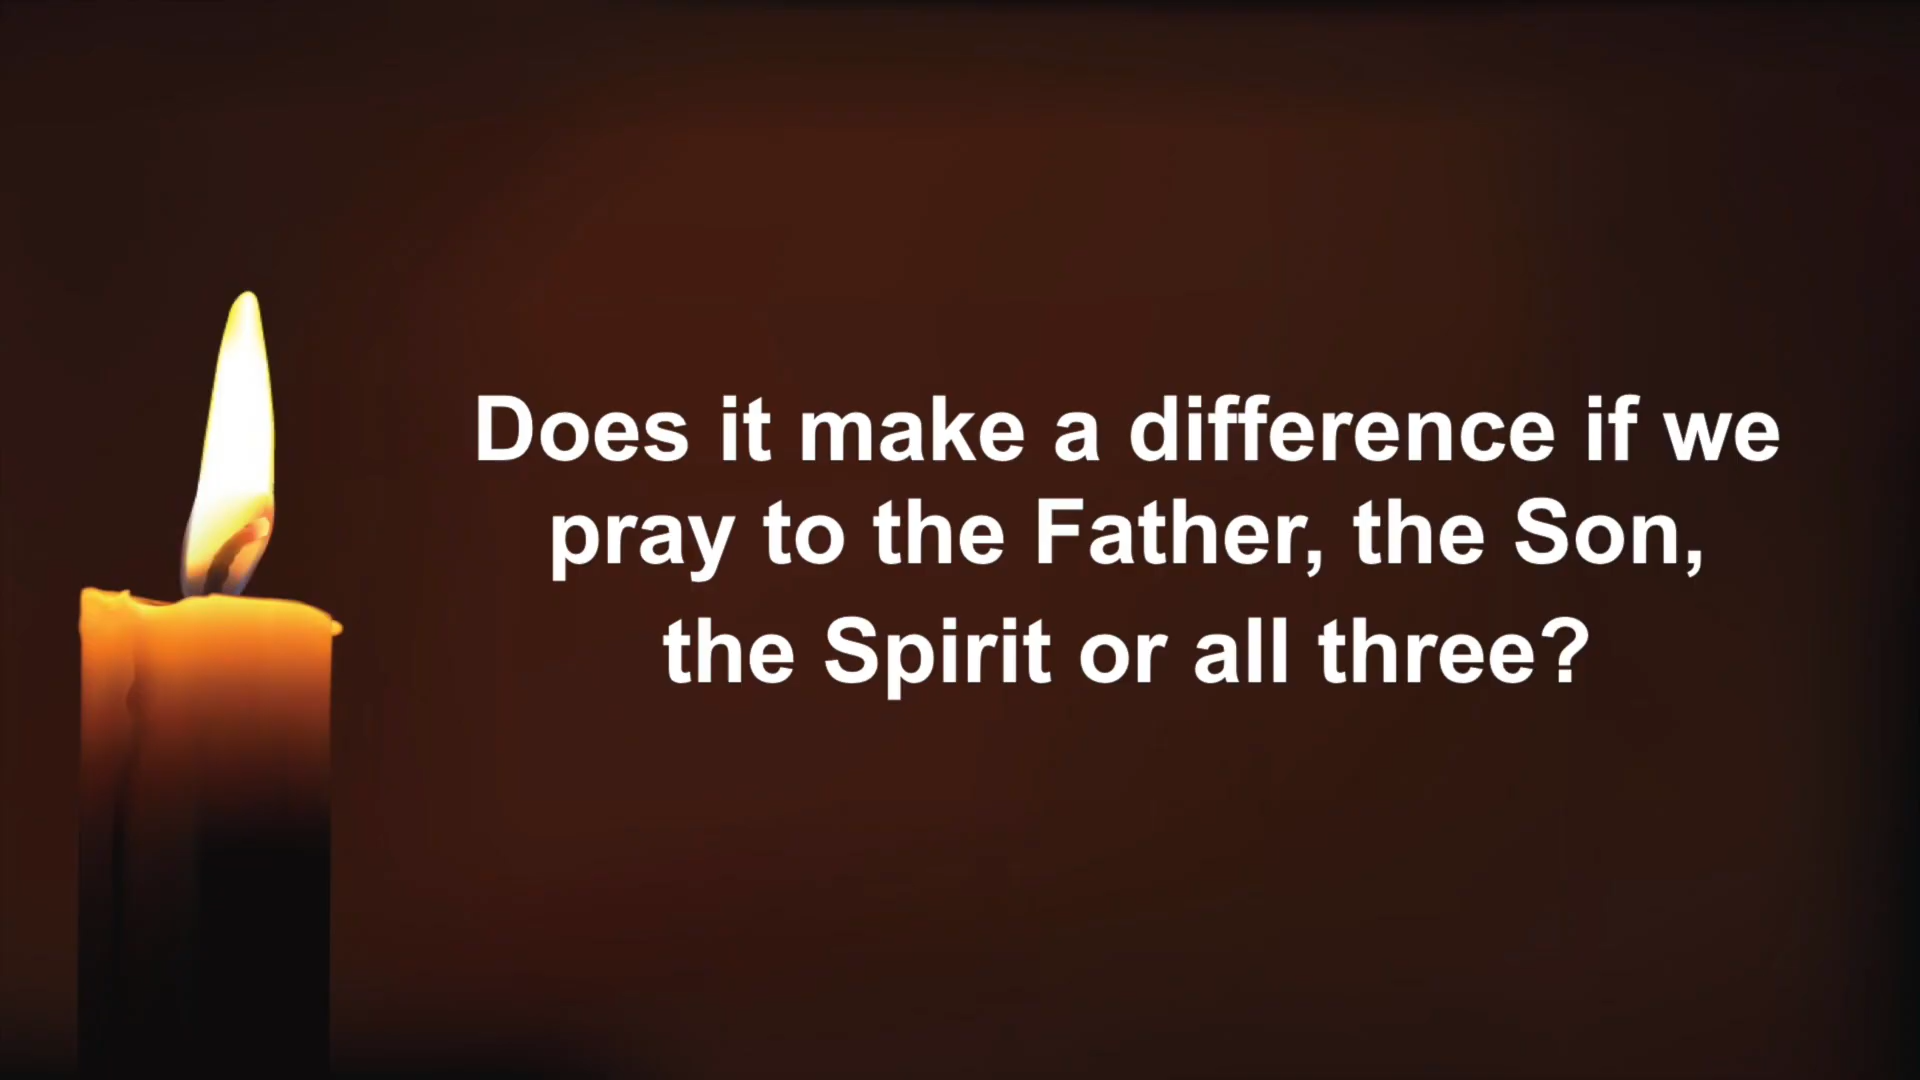 Does it make a difference if we
pray to the Father, the Son,
the Spirit or all three?